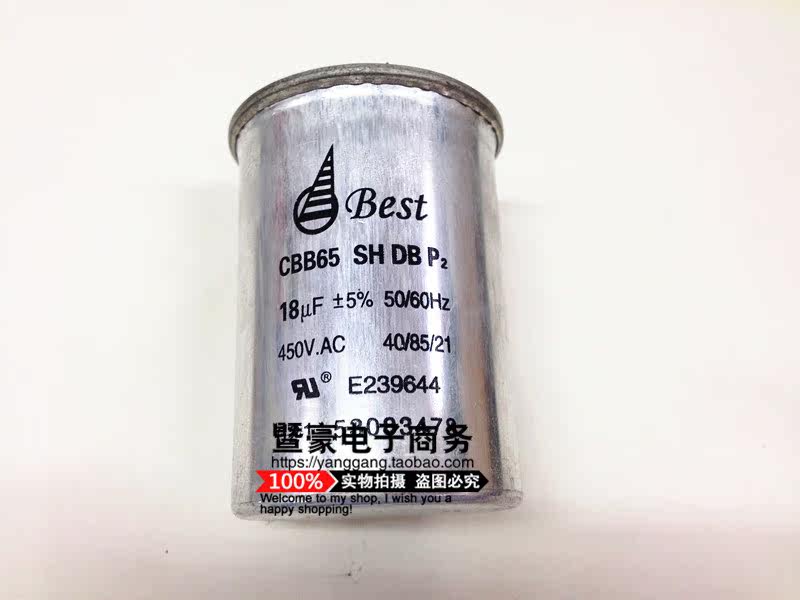 Best
CBB65 SH DB P₂
18μF ±5% 50/60Hz
450V.AC 40/85/21
RU® E239644
暨豪电子商务
https://yanggang.taobao.com
100% 实物拍摄 盗图必究
Welcome to my shop, I wish you a
happy shopping!